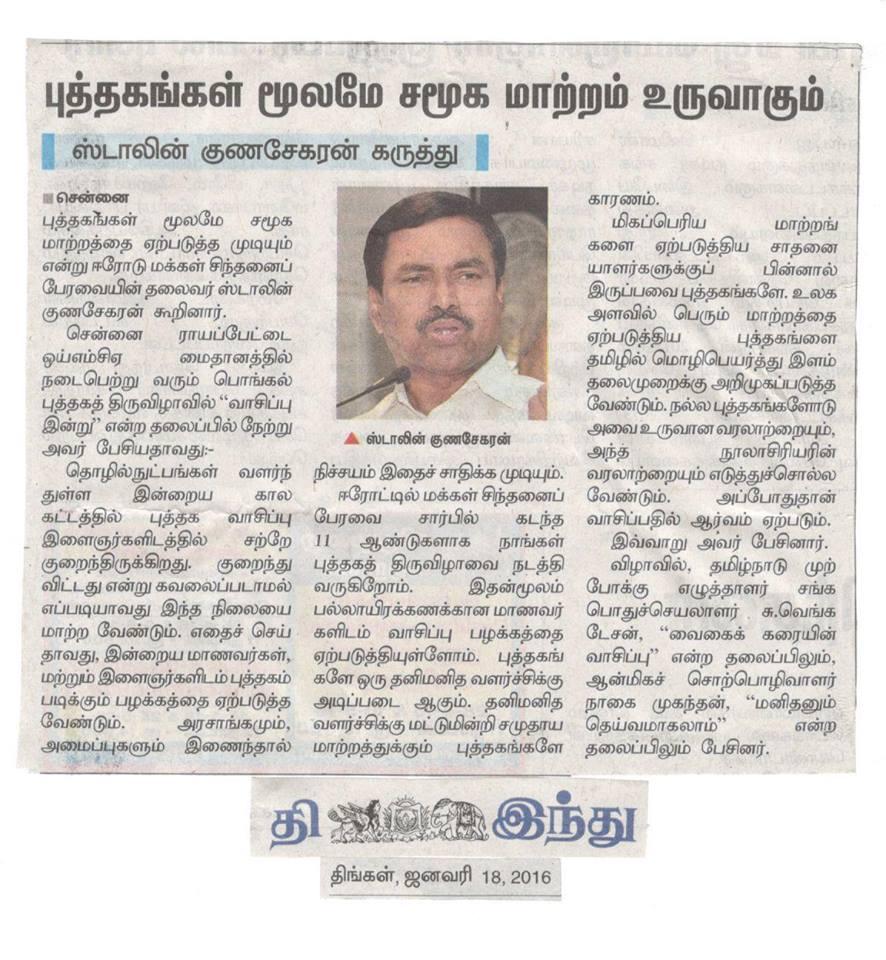 புத்தகங்கள் மூலமே சமூக மாற்றம் உருவாகும்
ஸ்டாலின் குணசேகரன் கருத்து
■ சென்னை
புத்தகங்கள் மூலமே சமூக
மாற்றத்தை ஏற்படுத்த முடியும்
என்று ஈரோடு மக்கள் சிந்தனைப்
பேரவையின் தலைவர் ஸ்டாலின்
குணசேகரன் கூறினார்.
சென்னை ராயப்பேட்டை
ஒய்எம்சிஏ மைதானத்தில்
நடைபெற்று வரும் பொங்கல்
புத்தகத் திருவிழாவில் “வாசிப்பு
இன்று” என்ற தலைப்பில் நேற்று
அவர் பேசியதாவது:-
தொழில்நுட்பங்கள் வளர்ந்
துள்ள இன்றைய கால
கட்டத்தில் புத்தக வாசிப்பு
இளைஞர்களிடத்தில் சற்றே
குறைந்திருக்கிறது. குறைந்து
விட்டது என்று கவலைப்படாமல்
எப்படியாவது இந்த நிலையை
மாற்ற வேண்டும். எதைச் செய்
தாவது, இன்றைய மாணவர்கள்,
மற்றும் இளைஞர்களிடம் புத்தகம்
படிக்கும் பழக்கத்தை ஏற்படுத்த
வேண்டும். அரசாங்கமும்,
அமைப்புகளும் இணைந்தால்
▲ ஸ்டாலின் குணசேகரன்
நிச்சயம் இதைச் சாதிக்க முடியும்.
ஈரோட்டில் மக்கள் சிந்தனைப்
பேரவை சார்பில் கடந்த
11 ஆண்டுகளாக நாங்கள்
புத்தகத் திருவிழாவை நடத்தி
வருகிறோம். இதன்மூலம்
பல்லாயிரக்கணக்கான மாணவர்
களிடம் வாசிப்பு பழக்கத்தை
ஏற்படுத்தியுள்ளோம். புத்தகங்
களே ஒரு தனிமனித வளர்ச்சிக்கு
அடிப்படை ஆகும். தனிமனித
வளர்ச்சிக்கு மட்டுமின்றி சமுதாய
மாற்றத்துக்கும் புத்தகங்களே
காரணம்.
மிகப்பெரிய மாற்றங்
களை ஏற்படுத்திய சாதனை
யாளர்களுக்குப் பின்னால்
இருப்பவை புத்தகங்களே. உலக
அளவில் பெரும் மாற்றத்தை
ஏற்படுத்திய புத்தகங்களை
தமிழில் மொழிபெயர்த்து இளம்
தலைமுறைக்கு அறிமுகப்படுத்த
வேண்டும். நல்ல புத்தகங்களோடு
அவை உருவான வரலாற்றையும்,
அந்த நூலாசிரியரின்
வரலாற்றையும் எடுத்துச்சொல்ல
வேண்டும். அப்போதுதான்
வாசிப்பதில் ஆர்வம் ஏற்படும்.
இவ்வாறு அவர் பேசினார்.
விழாவில், தமிழ்நாடு முற்
போக்கு எழுத்தாளர் சங்க
பொதுச்செயலாளர் சு.வெங்க
டேசன், “வைகைக் கரையின்
வாசிப்பு” என்ற தலைப்பிலும்,
ஆன்மிகச் சொற்பொழிவாளர்
நாகை முகந்தன், “மனிதனும்
தெய்வமாகலாம்” என்ற
தலைப்பிலும் பேசினர்.
தி இந்து
திங்கள், ஜனவரி 18, 2016